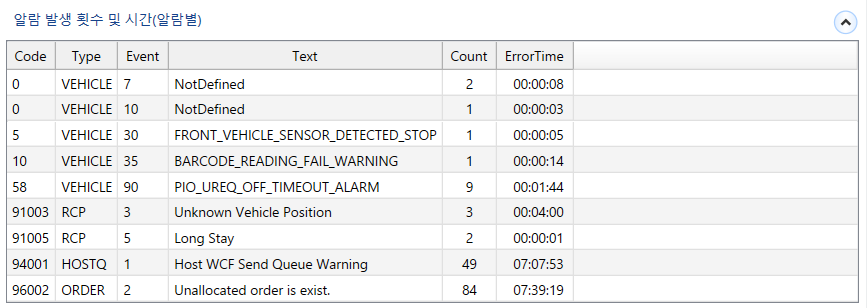 알람 발생 횟수 및 시간(알람별)
Code Type Event Text Count ErrorTime
0 VEHICLE 7 NotDefined 2 00:00:08
0 VEHICLE 10 NotDefined 1 00:00:03
5 VEHICLE 30 FRONT_VEHICLE_SENSOR_DETECTED_STOP 1 00:00:05
10 VEHICLE 35 BARCODE_READING_FAIL_WARNING 1 00:00:14
58 VEHICLE 90 PIO_UREQ_OFF_TIMEOUT_ALARM 9 00:01:44
91003 RCP 3 Unknown Vehicle Position 3 00:04:00
91005 RCP 5 Long Stay 2 00:00:01
94001 HOSTQ 1 Host WCF Send Queue Warning 49 07:07:53
96002 ORDER 2 Unallocated order is exist. 84 07:39:19